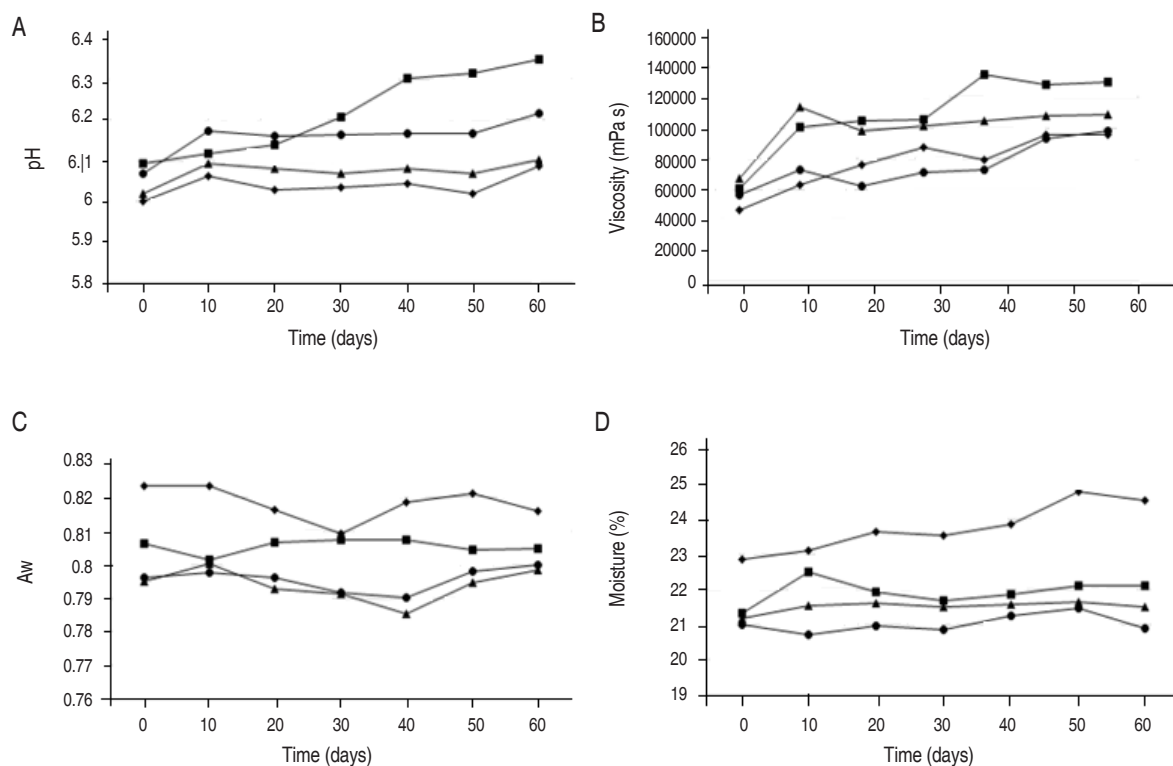 A
pH
6.4
6.3
6.2
6.1
6
5.9
5.8
0 10 20 30 40 50 60
Time (days)
B
Viscosity (mPa s)
160000
140000
120000
100000
80000
60000
40000
20000
0
0 10 20 30 40 50 60
Time (days)
C
Aw
0.83
0.82
0.81
0.8
0.79
0.78
0.77
0.76
0 10 20 30 40 50 60
Time (days)
D
Moisture (%)
26
25
24
23
22
21
20
19
0 10 20 30 40 50 60
Time (days)